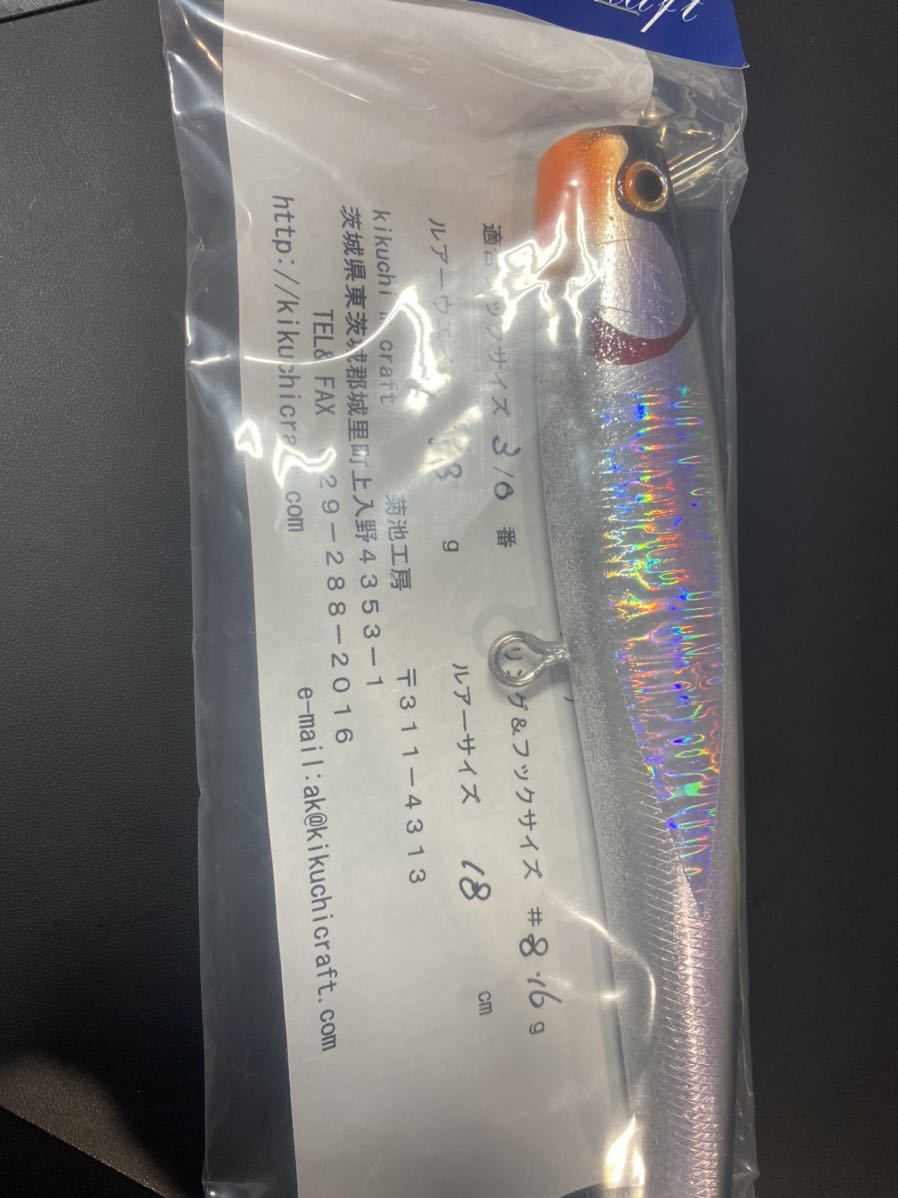 適合フックサイズ 3/0 番 リング&フックサイズ #8・16g
ルアーウエイト g ルアーサイズ 18 cm
kikuchi craft 菊池工房 〒311-4313
茨城県東茨城郡城里町上入野4353-1
TEL& FAX 29-288-2016
http://kikuchicra .com e-mail:ak@kikuchicraft.com